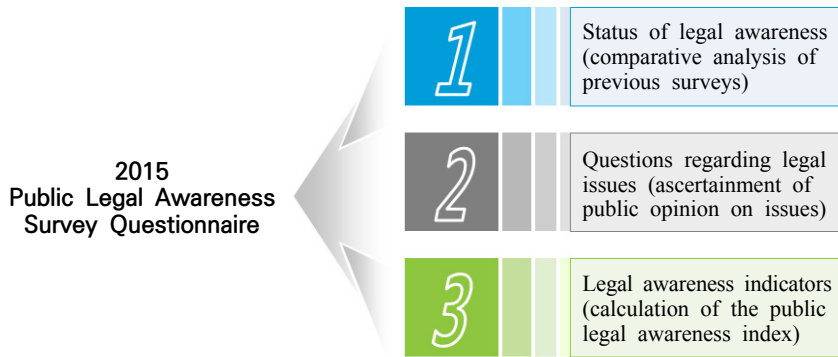 2015
Public Legal Awareness
Survey Questionnaire
1
Status of legal awareness
(comparative analysis of
previous surveys)
2
Questions regarding legal
issues (ascertainment of
public opinion on issues)
3
Legal awareness indicators
(calculation of the public
legal awareness index)